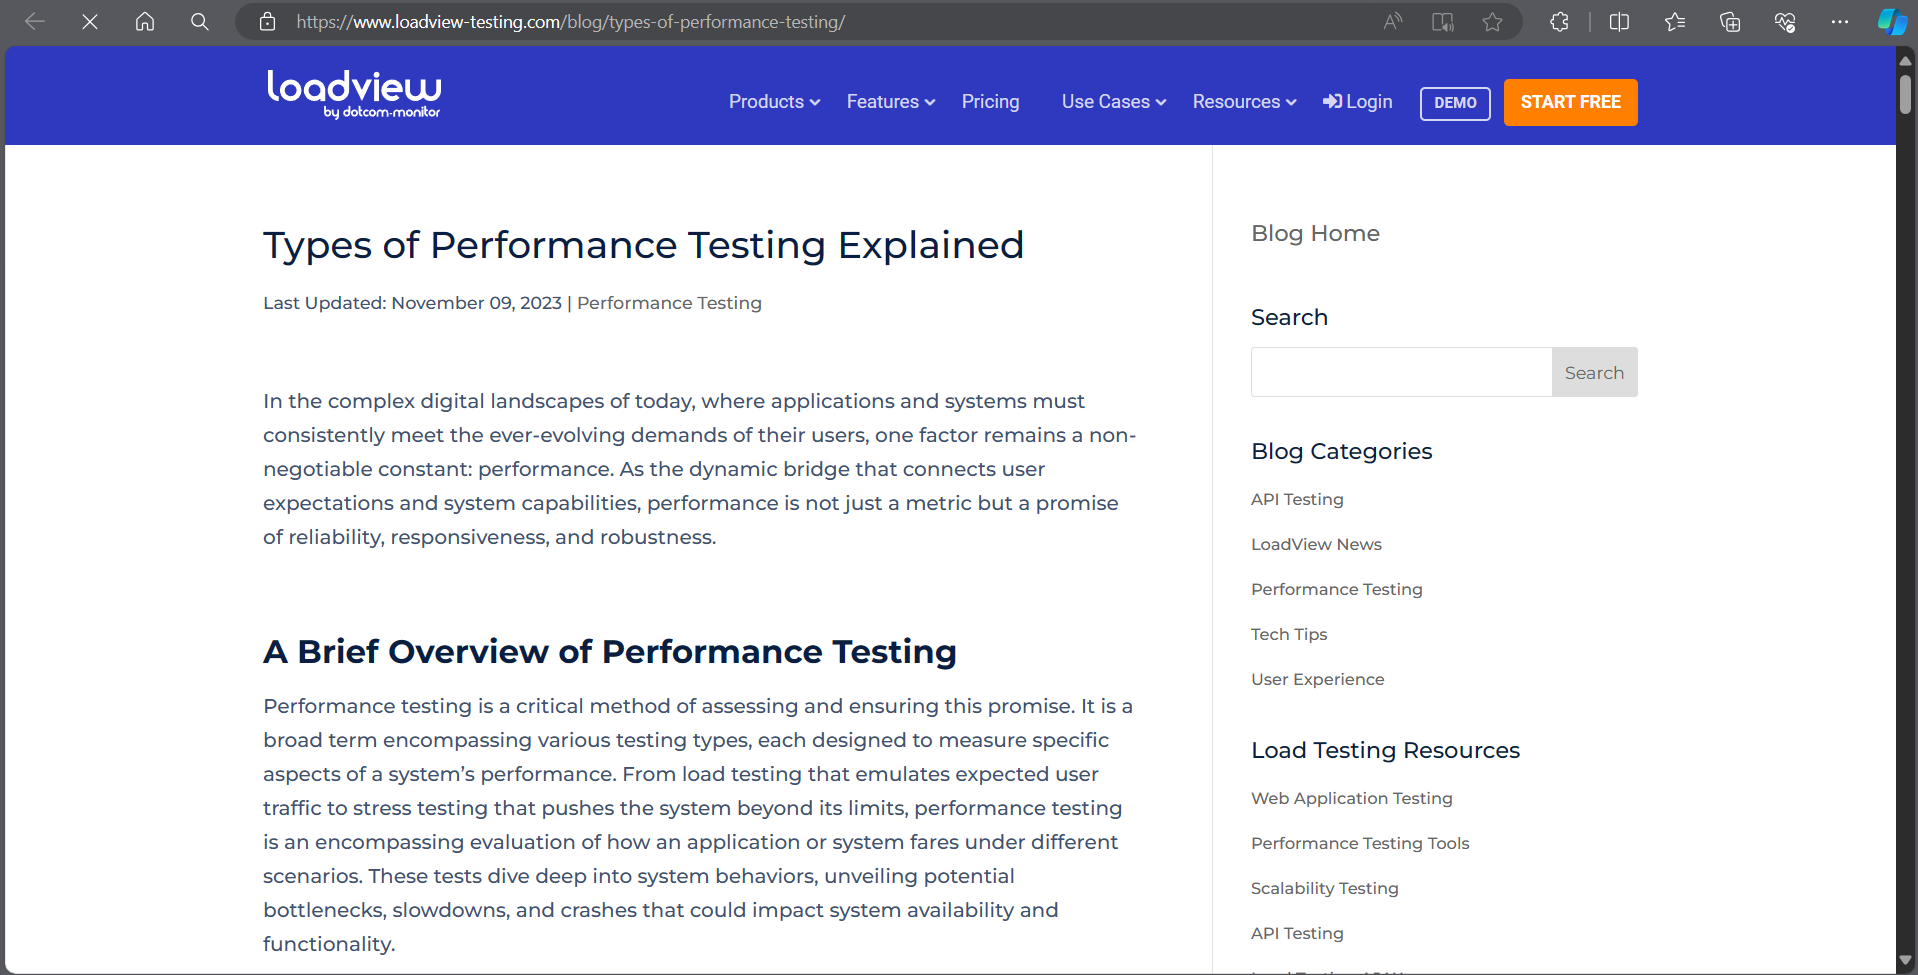 https://www.loadview-testing.com/blog/types-of-performance-testing/
loadview
by dotcom-monitor
Products
Features
Pricing
Use Cases
Resources
Login
DEMO
START FREE
Types of Performance Testing Explained
Last Updated: November 09, 2023 | Performance Testing
In the complex digital landscapes of today, where applications and systems must
consistently meet the ever-evolving demands of their users, one factor remains a non-
negotiable constant: performance. As the dynamic bridge that connects user
expectations and system capabilities, performance is not just a metric but a promise
of reliability, responsiveness, and robustness.
A Brief Overview of Performance Testing
Performance testing is a critical method of assessing and ensuring this promise. It is a
broad term encompassing various testing types, each designed to measure specific
aspects of a system’s performance. From load testing that emulates expected user
traffic to stress testing that pushes the system beyond its limits, performance testing
is an encompassing evaluation of how an application or system fares under different
scenarios. These tests dive deep into system behaviors, unveiling potential
bottlenecks, slowdowns, and crashes that could impact system availability and
functionality.
Blog Home
Search
Search
Blog Categories
API Testing
LoadView News
Performance Testing
Tech Tips
User Experience
Load Testing Resources
Web Application Testing
Performance Testing Tools
Scalability Testing
API Testing